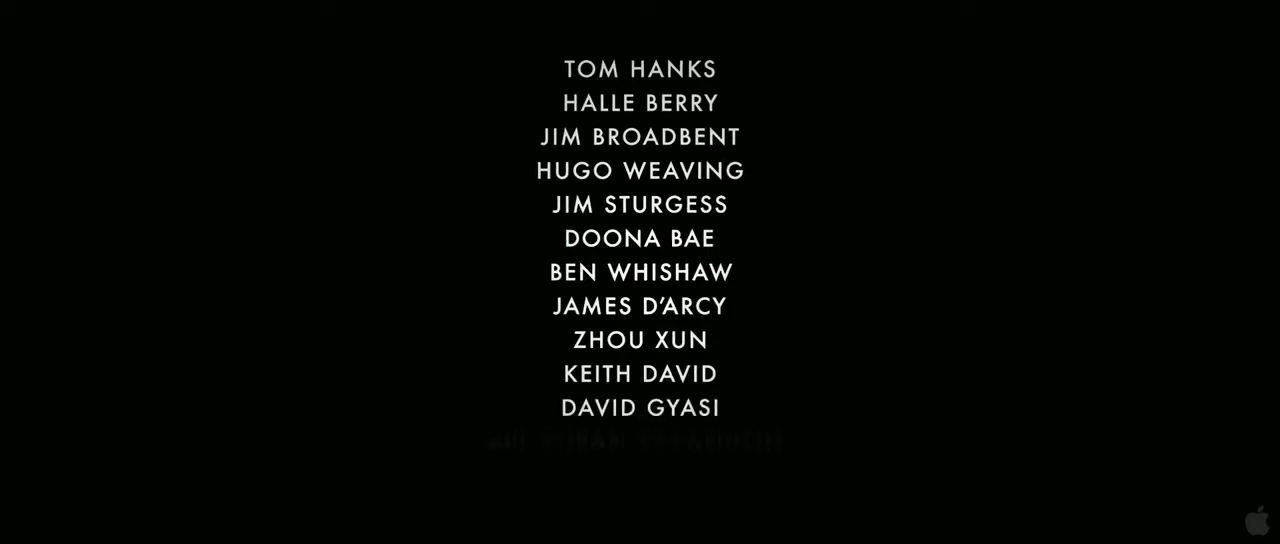 TOM HANKS
HALLE BERRY
JIM BROADBENT
HUGO WEAVING
JIM STURGESS
DOONA BAE
BEN WHISHAW
JAMES D'ARCY
ZHOU XUN
KEITH DAVID
DAVID GYASI